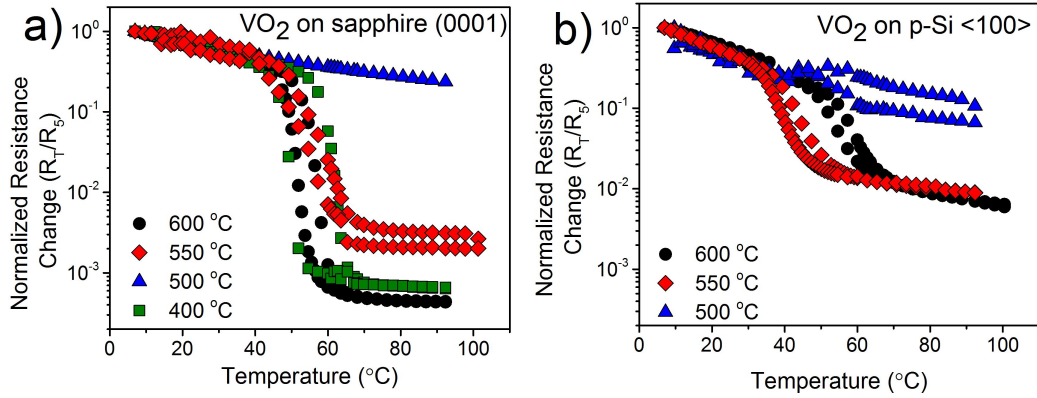 a)
VO2 on sapphire (0001)
Normalized Resistance
Change (RT/R5)
10^0
10^-1
10^-2
10^-3
600 °C
550 °C
500 °C
400 °C
0 20 40 60 80 100
Temperature (°C)
b)
VO2 on p-Si <100>
Normalized Resistance
Change (RT/R5)
10^0
10^-1
10^-2
10^-3
600 °C
550 °C
500 °C
0 20 40 60 80 100
Temperature (°C)